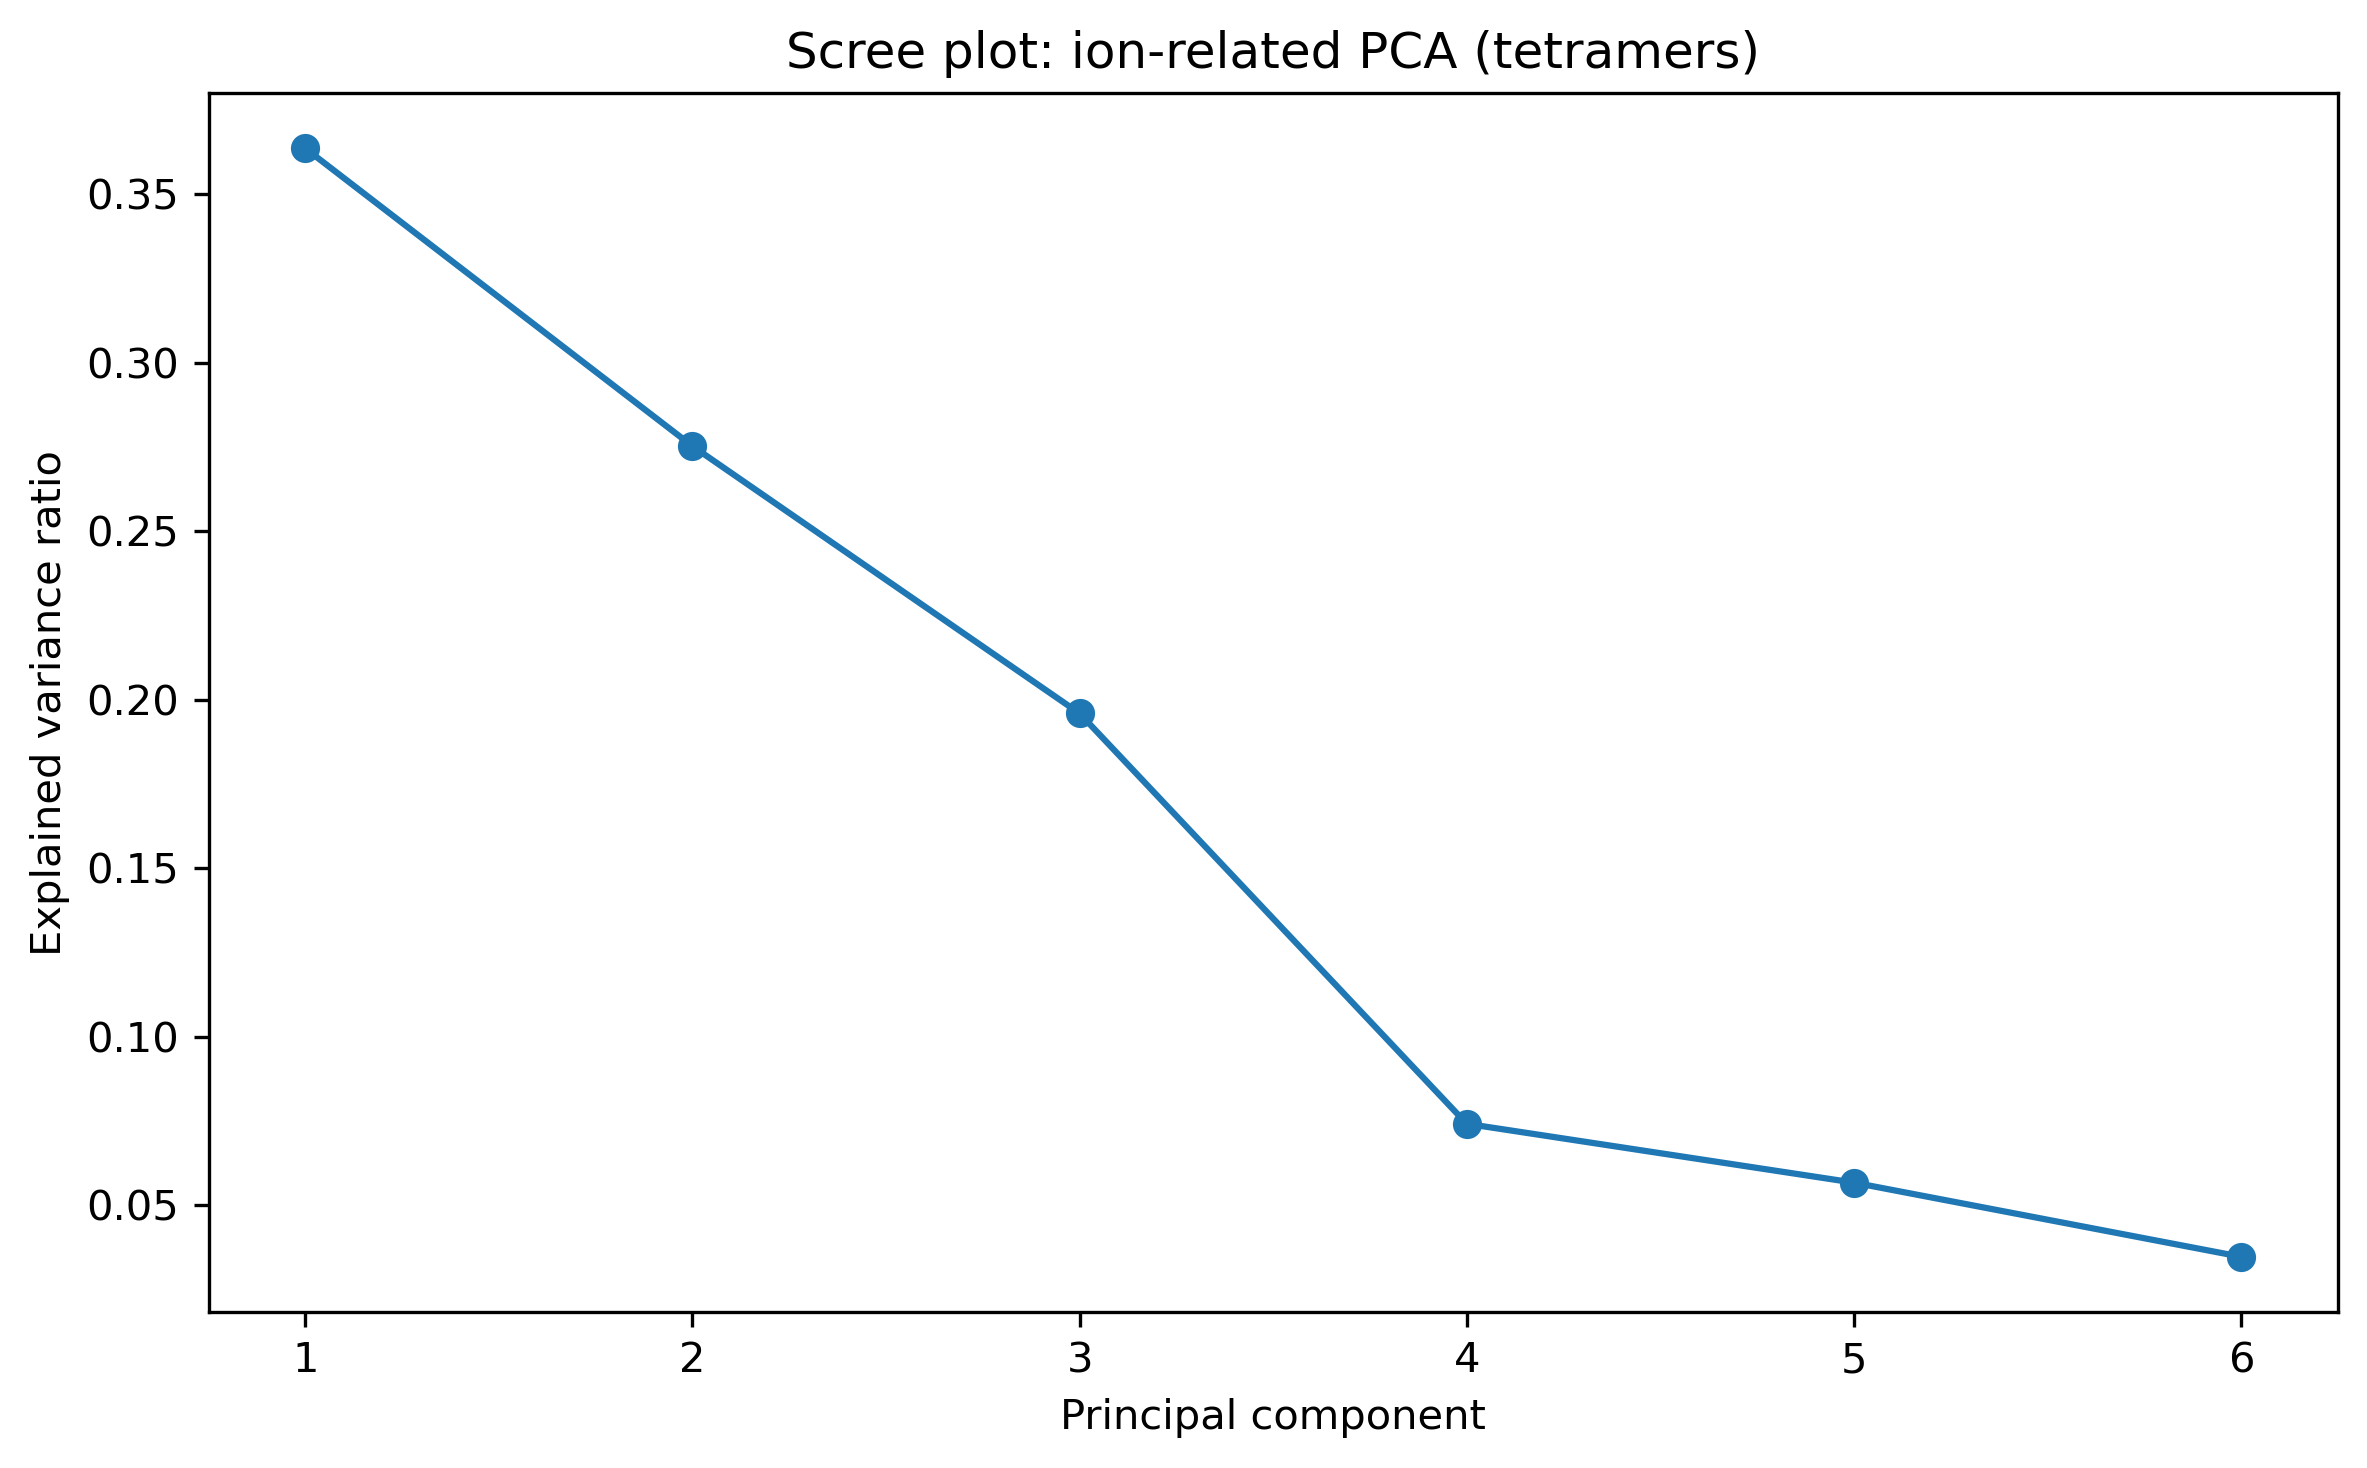 Scree plot: ion-related PCA (tetramers)
Explained variance ratio
0.35
0.30
0.25
0.20
0.15
0.10
0.05
1 2 3 4 5 6
Principal component